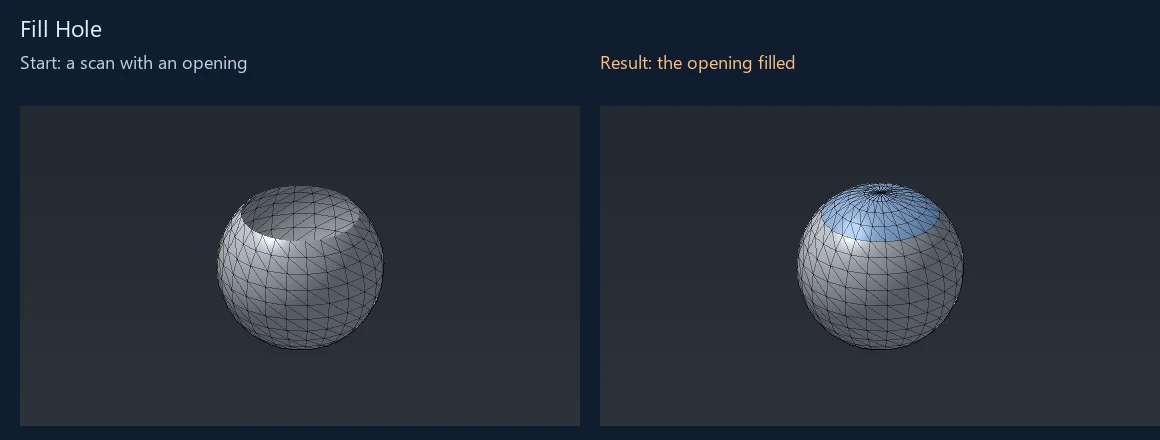 Fill Hole
Start: a scan with an opening
Result: the opening filled